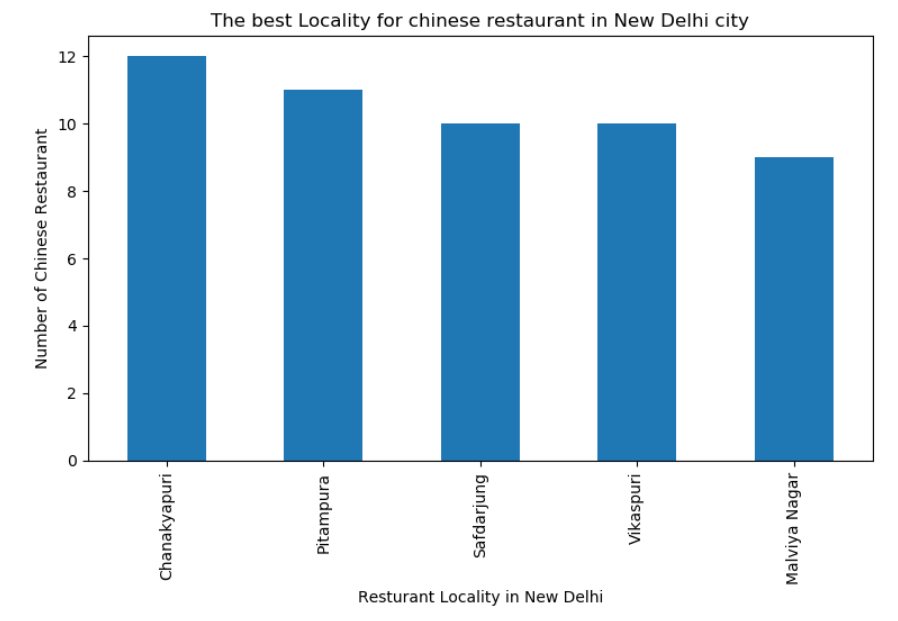 The best Locality for chinese restaurant in New Delhi city
Number of Chinese Restaurant
12
10
8
6
4
2
0
Chanakyapuri
Pitampura
Safdarjung
Vikaspuri
Malviya Nagar
Resturant Locality in New Delhi